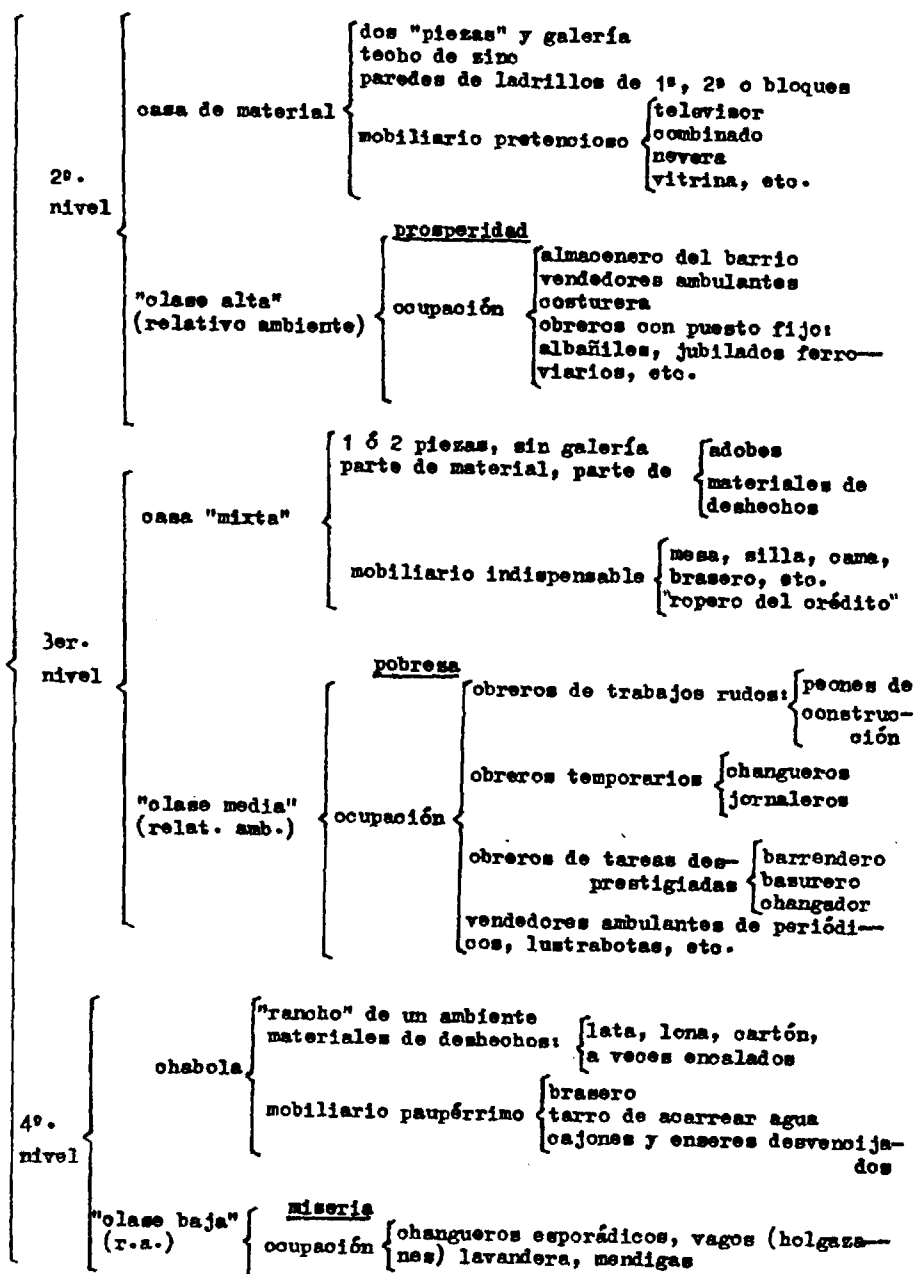 dos "piezas" y galería
techo de zinc
paredes de ladrillos de 1ª, 2ª o bloques
casa de material
mobiliario pretencioso
televisor
combinado
nevera
vitrina, etc.
2º.
nivel
prosperidad
"clase alta"
(relativo ambiente)
ocupación
almacenero del barrio
vendedores ambulantes
costurera
obreros con puesto fijo:
albañiles, jubilados ferro-
viarios, etc.
1 ó 2 piezas, sin galería
parte de material, parte de
adobes
materiales de
deshechos
casa "mixta"
mobiliario indispensable
mesa, silla, cama,
brasero, etc.
"ropero del crédito"
3er.
nivel
pobreza
obreros de trabajos rudos:
peones de
construc-
ción
obreros temporarios
changueros
jornaleros
"clase media"
(relat. amb.)
ocupación
obreros de tareas des-
prestigiadas
barrendero
basurero
changador
vendedores ambulantes de periódi-
cos, lustrabotas, etc.
"rancho" de un ambiente
materiales de deshechos:
lata, lona, cartón,
a veces encalados
chabola
mobiliario paupérrimo
brasero
tarro de acarrear agua
cajones y enseres desvencija-
dos
4º.
nivel
miseria
"clase baja"
(r.a.)
ocupación
changueros esporádicos, vagos (holgaza-
nes) lavandera, mendigas